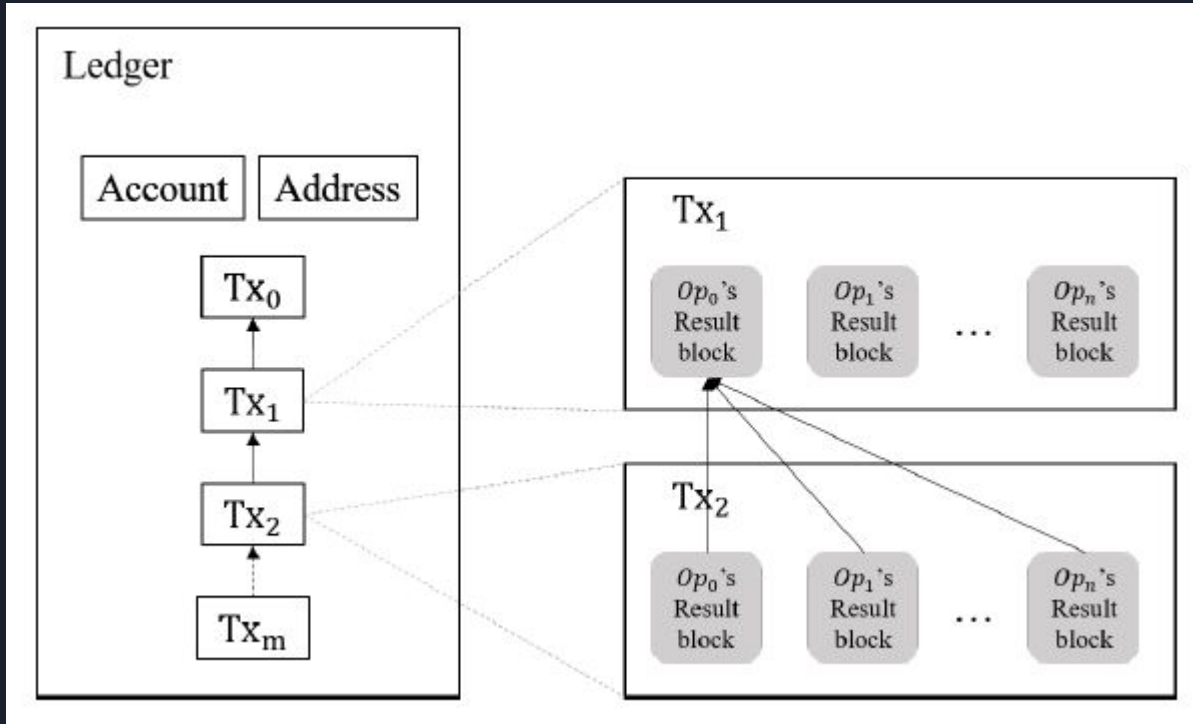 Ledger
Account Address
Tx₀
Tx₁
Tx₂
Txₘ
Tx₁
Op₀'s
Result
block
Op₁'s
Result
block
...
Opₙ's
Result
block
Tx₂
Op₀'s
Result
block
Op₁'s
Result
block
...
Opₙ's
Result
block